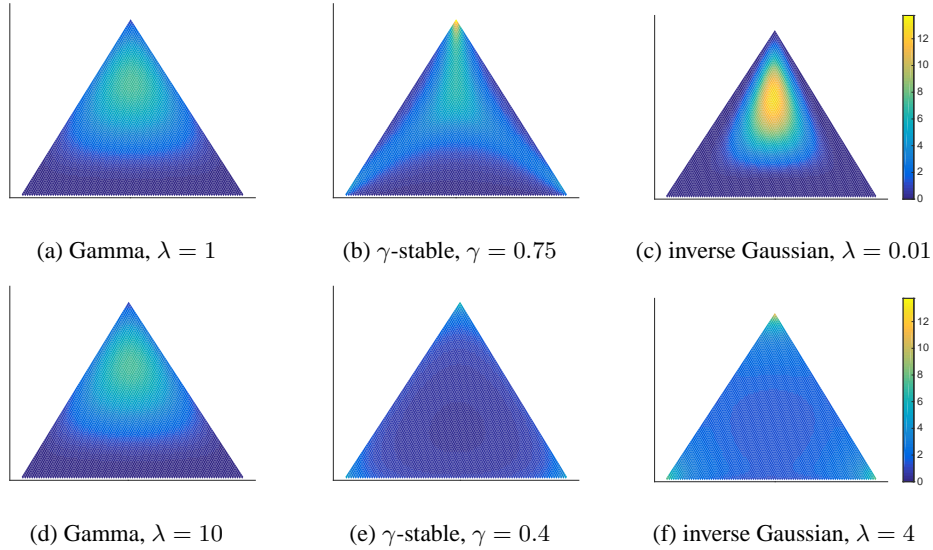 12
10
8
6
4
2
0
(a) Gamma, λ = 1
(b) γ-stable, γ = 0.75
(c) inverse Gaussian, λ = 0.01
12
10
8
6
4
2
0
(d) Gamma, λ = 10
(e) γ-stable, γ = 0.4
(f) inverse Gaussian, λ = 4